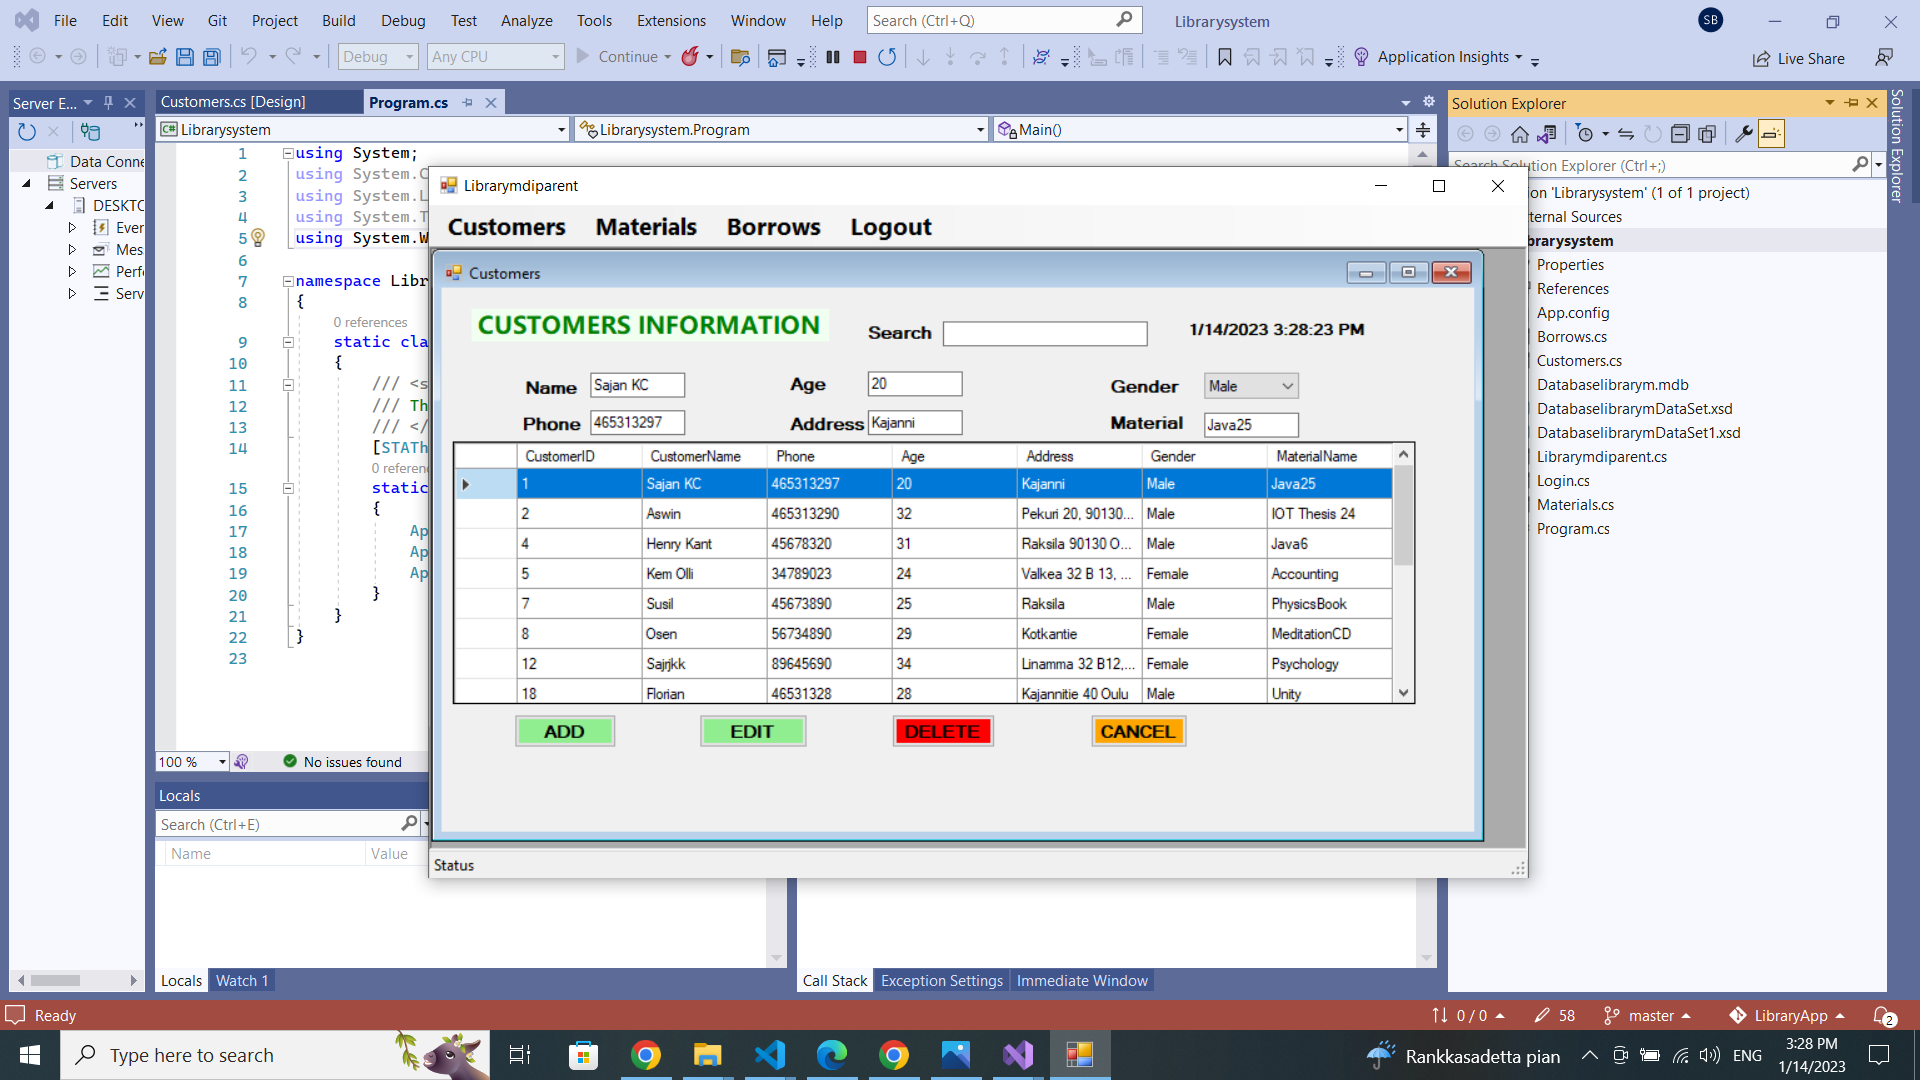 File Edit View Git Project Build Debug Test Analyze Tools Extensions Window Help Search (Ctrl+Q) Librarysystem SB
Debug Any CPU Continue Application Insights Live Share
Server E... Customers.cs [Design] Program.cs Solution Explorer
Librarysystem Librarysystem.Program Main()
Search Solution Explorer (Ctrl+;)
Solution Explorer
Data Conne
Servers
DESKTO
Ever
Mes
Perf
Serv
1 using System;
2 using System.C
3 using System.L
4 using System.T
5 using System.W
6
7 namespace Libr
8 {
0 references
9 static cla
10 {
11 /// <s
12 /// Th
13 /// </
14 [STATh
0 referenc
15 static
16 {
17 Ap
18 Ap
19 Ap
20 }
21 }
22 }
23
100 % No issues found
Librarymdiparent
Customers Materials Borrows Logout
Customers
CUSTOMERS INFORMATION Search 1/14/2023 3:28:23 PM
Name Sajan KC Age 20 Gender Male
Phone 465313297 Address Kajanni Material Java25
CustomerID CustomerName Phone Age Address Gender MaterialName
1 Sajan KC 465313297 20 Kajanni Male Java25
2 Aswin 465313290 32 Pekuri 20, 90130... Male IOT Thesis 24
4 Henry Kant 45678320 31 Raksila 90130 O... Male Java6
5 Kem Olli 34789023 24 Valkea 32 B 13, ... Female Accounting
7 Susil 45673890 25 Raksila Male PhysicsBook
8 Osen 56734890 29 Kotkantie Female MeditationCD
12 Sajrjkk 89645690 34 Linamma 32 B12,... Female Psychology
18 Florian 46531328 28 Kajannitie 40 Oulu Male Unity
ADD EDIT DELETE CANCEL
Status
on 'Librarysystem' (1 of 1 project)
ternal Sources
brarysystem
Properties
References
App.config
Borrows.cs
Customers.cs
Databaselibrarym.mdb
DatabaselibrarymDataSet.xsd
DatabaselibrarymDataSet1.xsd
Librarymdiparent.cs
Login.cs
Materials.cs
Program.cs
Locals
Search (Ctrl+E)
Name Value
Locals Watch 1 Call Stack Exception Settings Immediate Window
Ready 0 / 0 58 master LibraryApp 2
Type here to search Rankkasadetta pian ENG 3:28 PM
1/14/2023